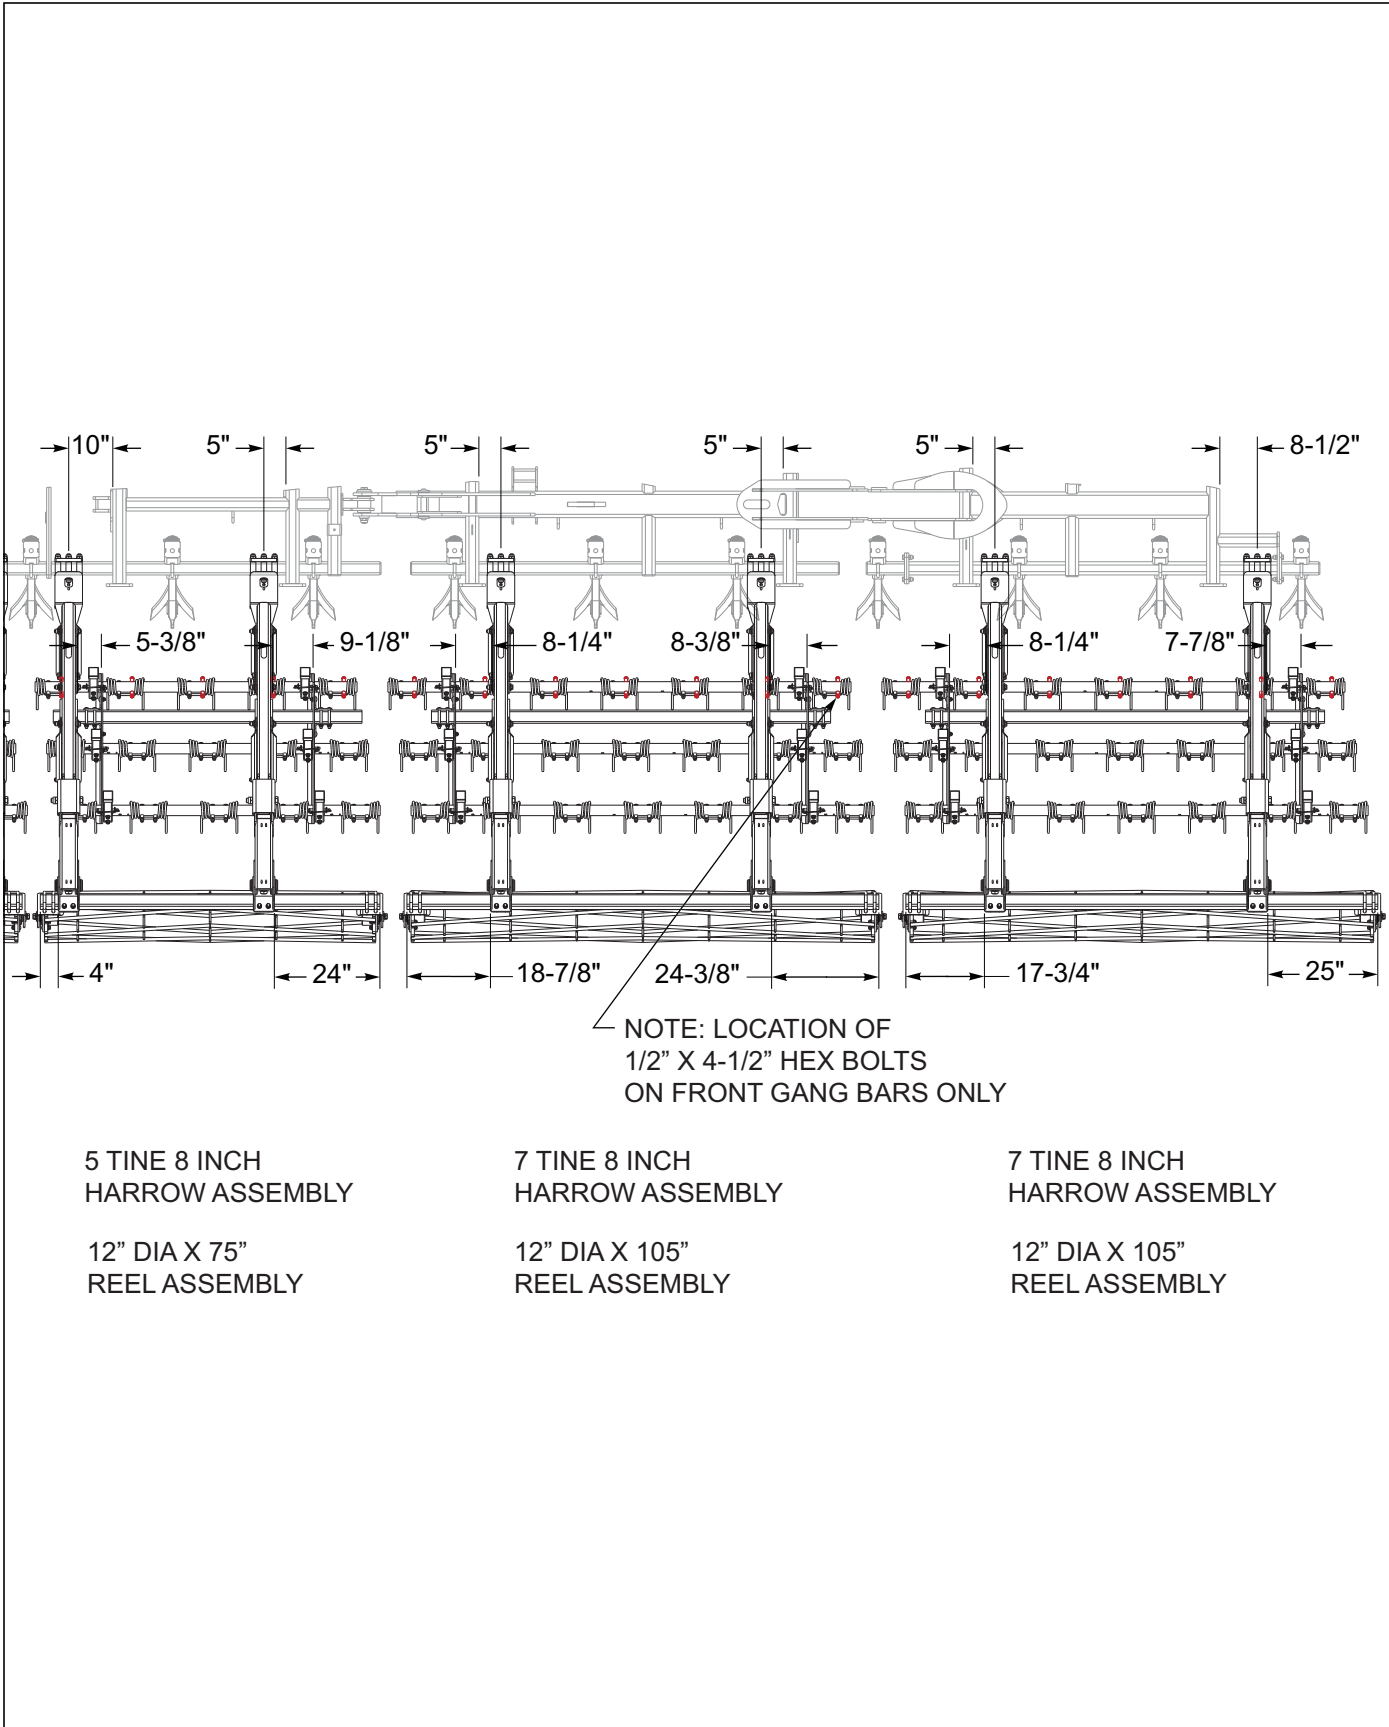 10" 5" 5" 5" 5" 8-1/2"
5-3/8" 9-1/8" 8-1/4" 8-3/8" 8-1/4" 7-7/8"
4" 24" 18-7/8" 24-3/8" 17-3/4" 25"
NOTE: LOCATION OF
1/2” X 4-1/2” HEX BOLTS
ON FRONT GANG BARS ONLY
5 TINE 8 INCH
HARROW ASSEMBLY
12” DIA X 75”
REEL ASSEMBLY
7 TINE 8 INCH
HARROW ASSEMBLY
12” DIA X 105”
REEL ASSEMBLY
7 TINE 8 INCH
HARROW ASSEMBLY
12” DIA X 105”
REEL ASSEMBLY